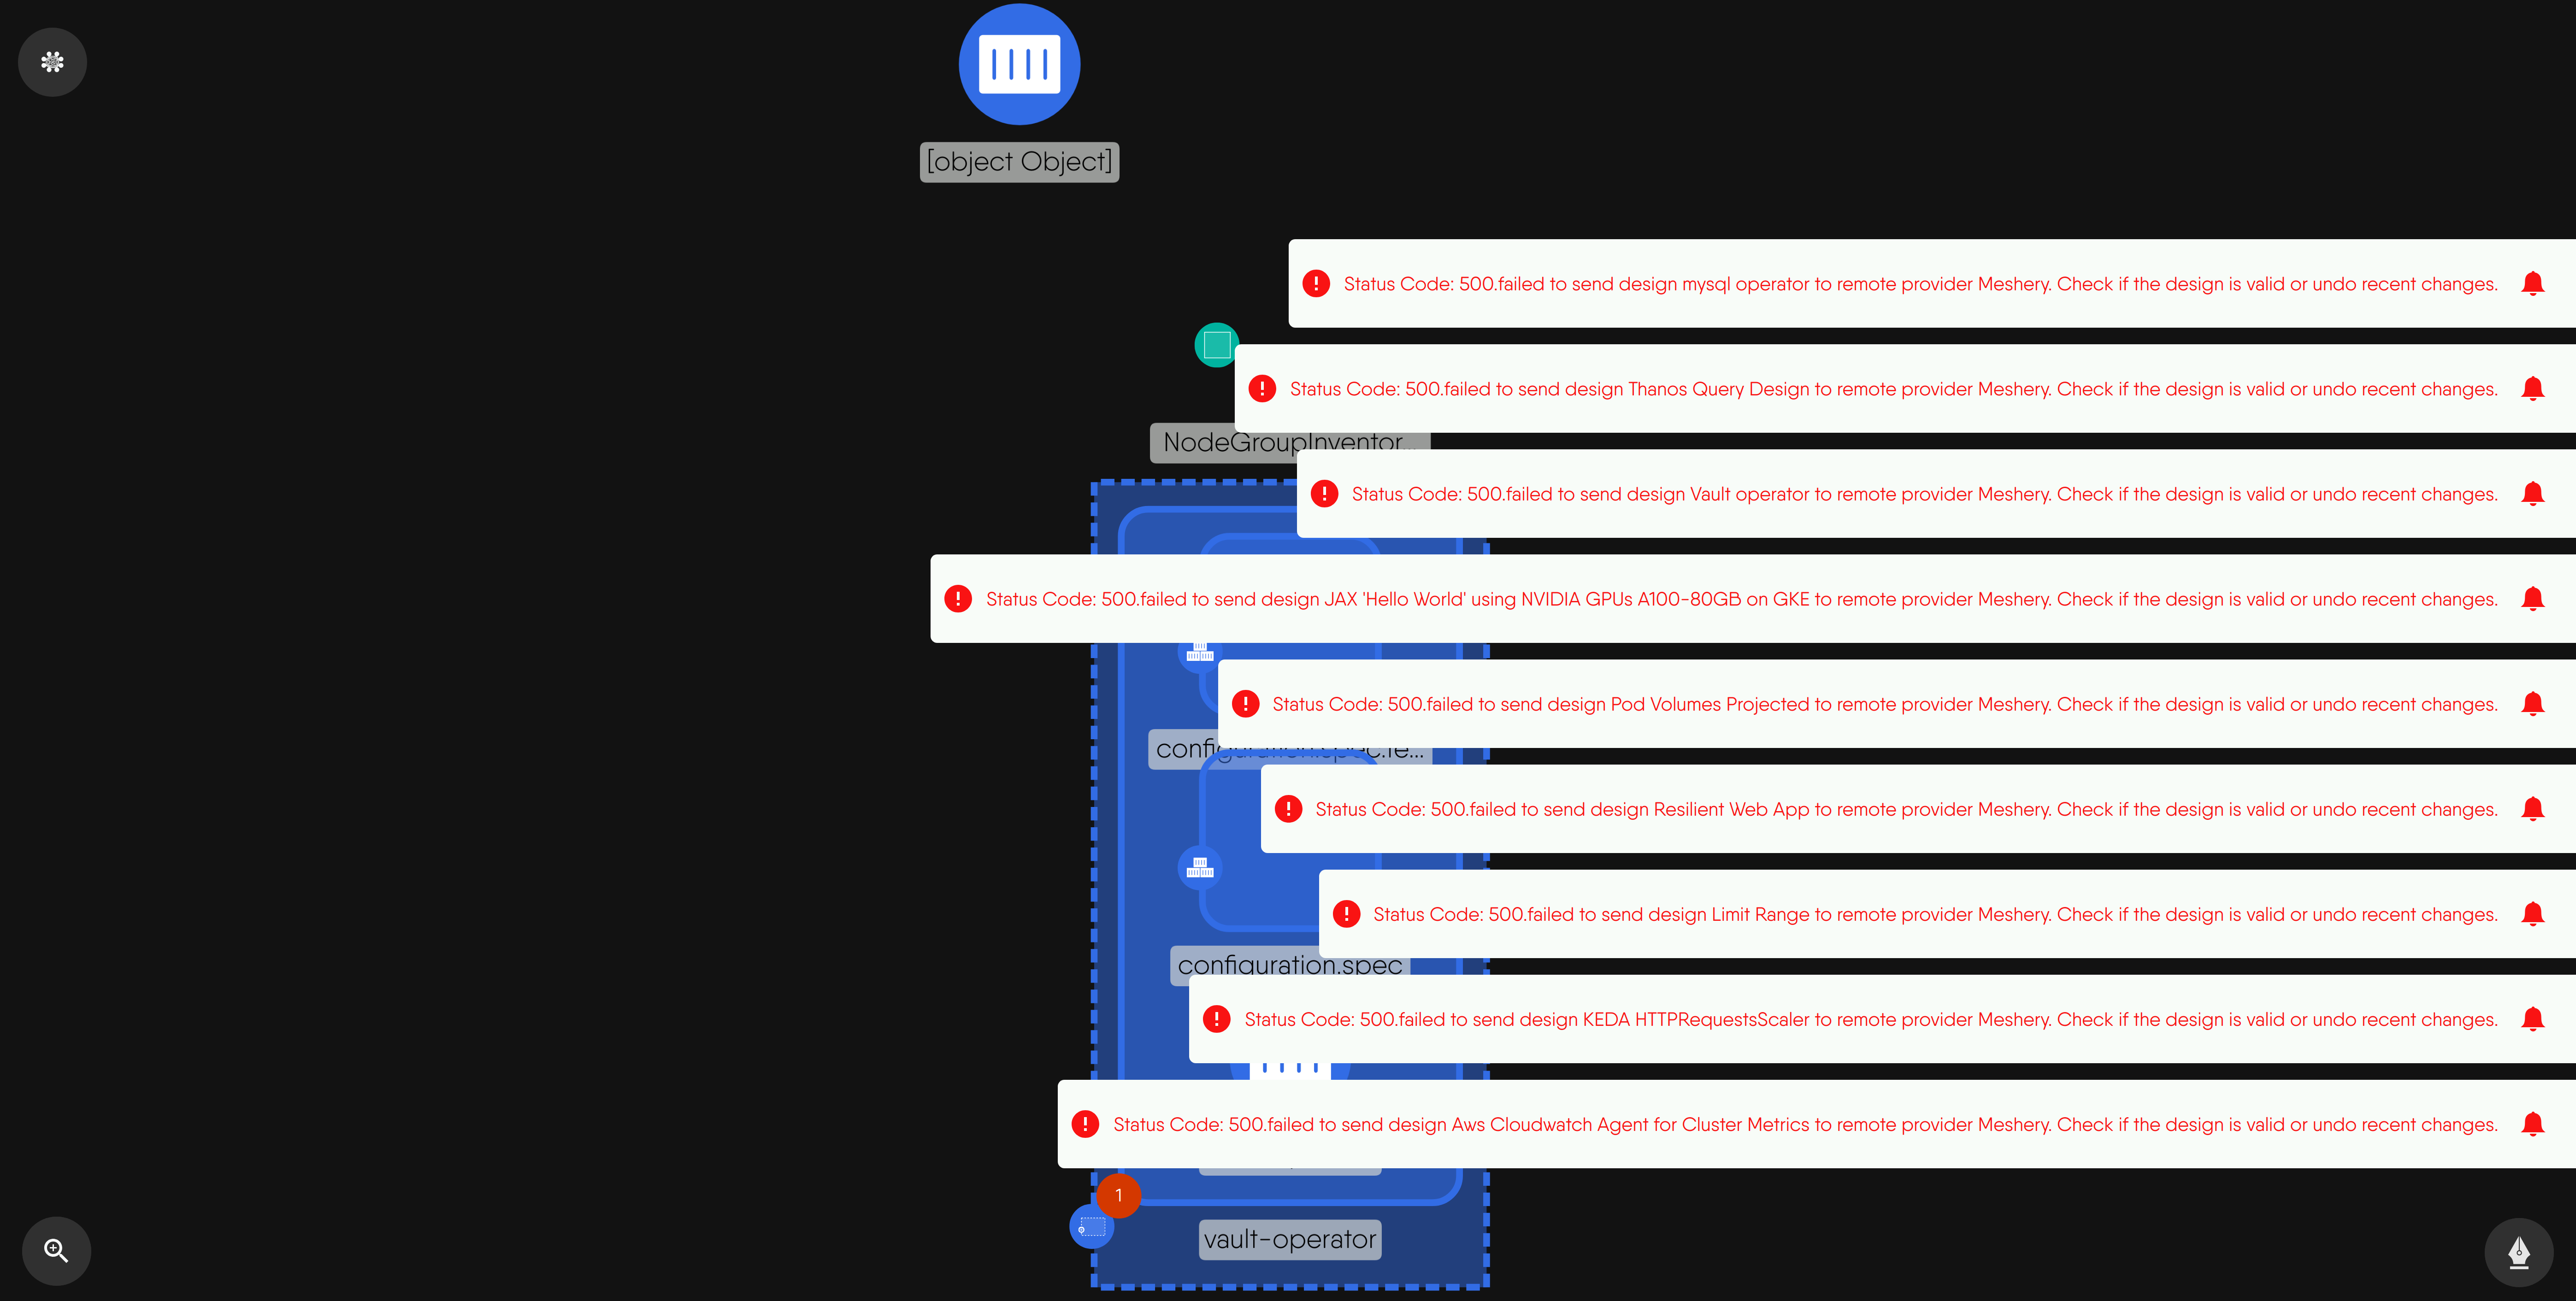 [object Object]
Status Code: 500.failed to send design mysql operator to remote provider Meshery. Check if the design is valid or undo recent changes.
Status Code: 500.failed to send design Thanos Query Design to remote provider Meshery. Check if the design is valid or undo recent changes.
NodeGroupInventor...
Status Code: 500.failed to send design Vault operator to remote provider Meshery. Check if the design is valid or undo recent changes.
Status Code: 500.failed to send design JAX 'Hello World' using NVIDIA GPUs A100-80GB on GKE to remote provider Meshery. Check if the design is valid or undo recent changes.
Status Code: 500.failed to send design Pod Volumes Projected to remote provider Meshery. Check if the design is valid or undo recent changes.
configuration.spec.te...
Status Code: 500.failed to send design Resilient Web App to remote provider Meshery. Check if the design is valid or undo recent changes.
Status Code: 500.failed to send design Limit Range to remote provider Meshery. Check if the design is valid or undo recent changes.
configuration.spec
Status Code: 500.failed to send design KEDA HTTPRequestsScaler to remote provider Meshery. Check if the design is valid or undo recent changes.
Status Code: 500.failed to send design Aws Cloudwatch Agent for Cluster Metrics to remote provider Meshery. Check if the design is valid or undo recent changes.
1
vault-operator